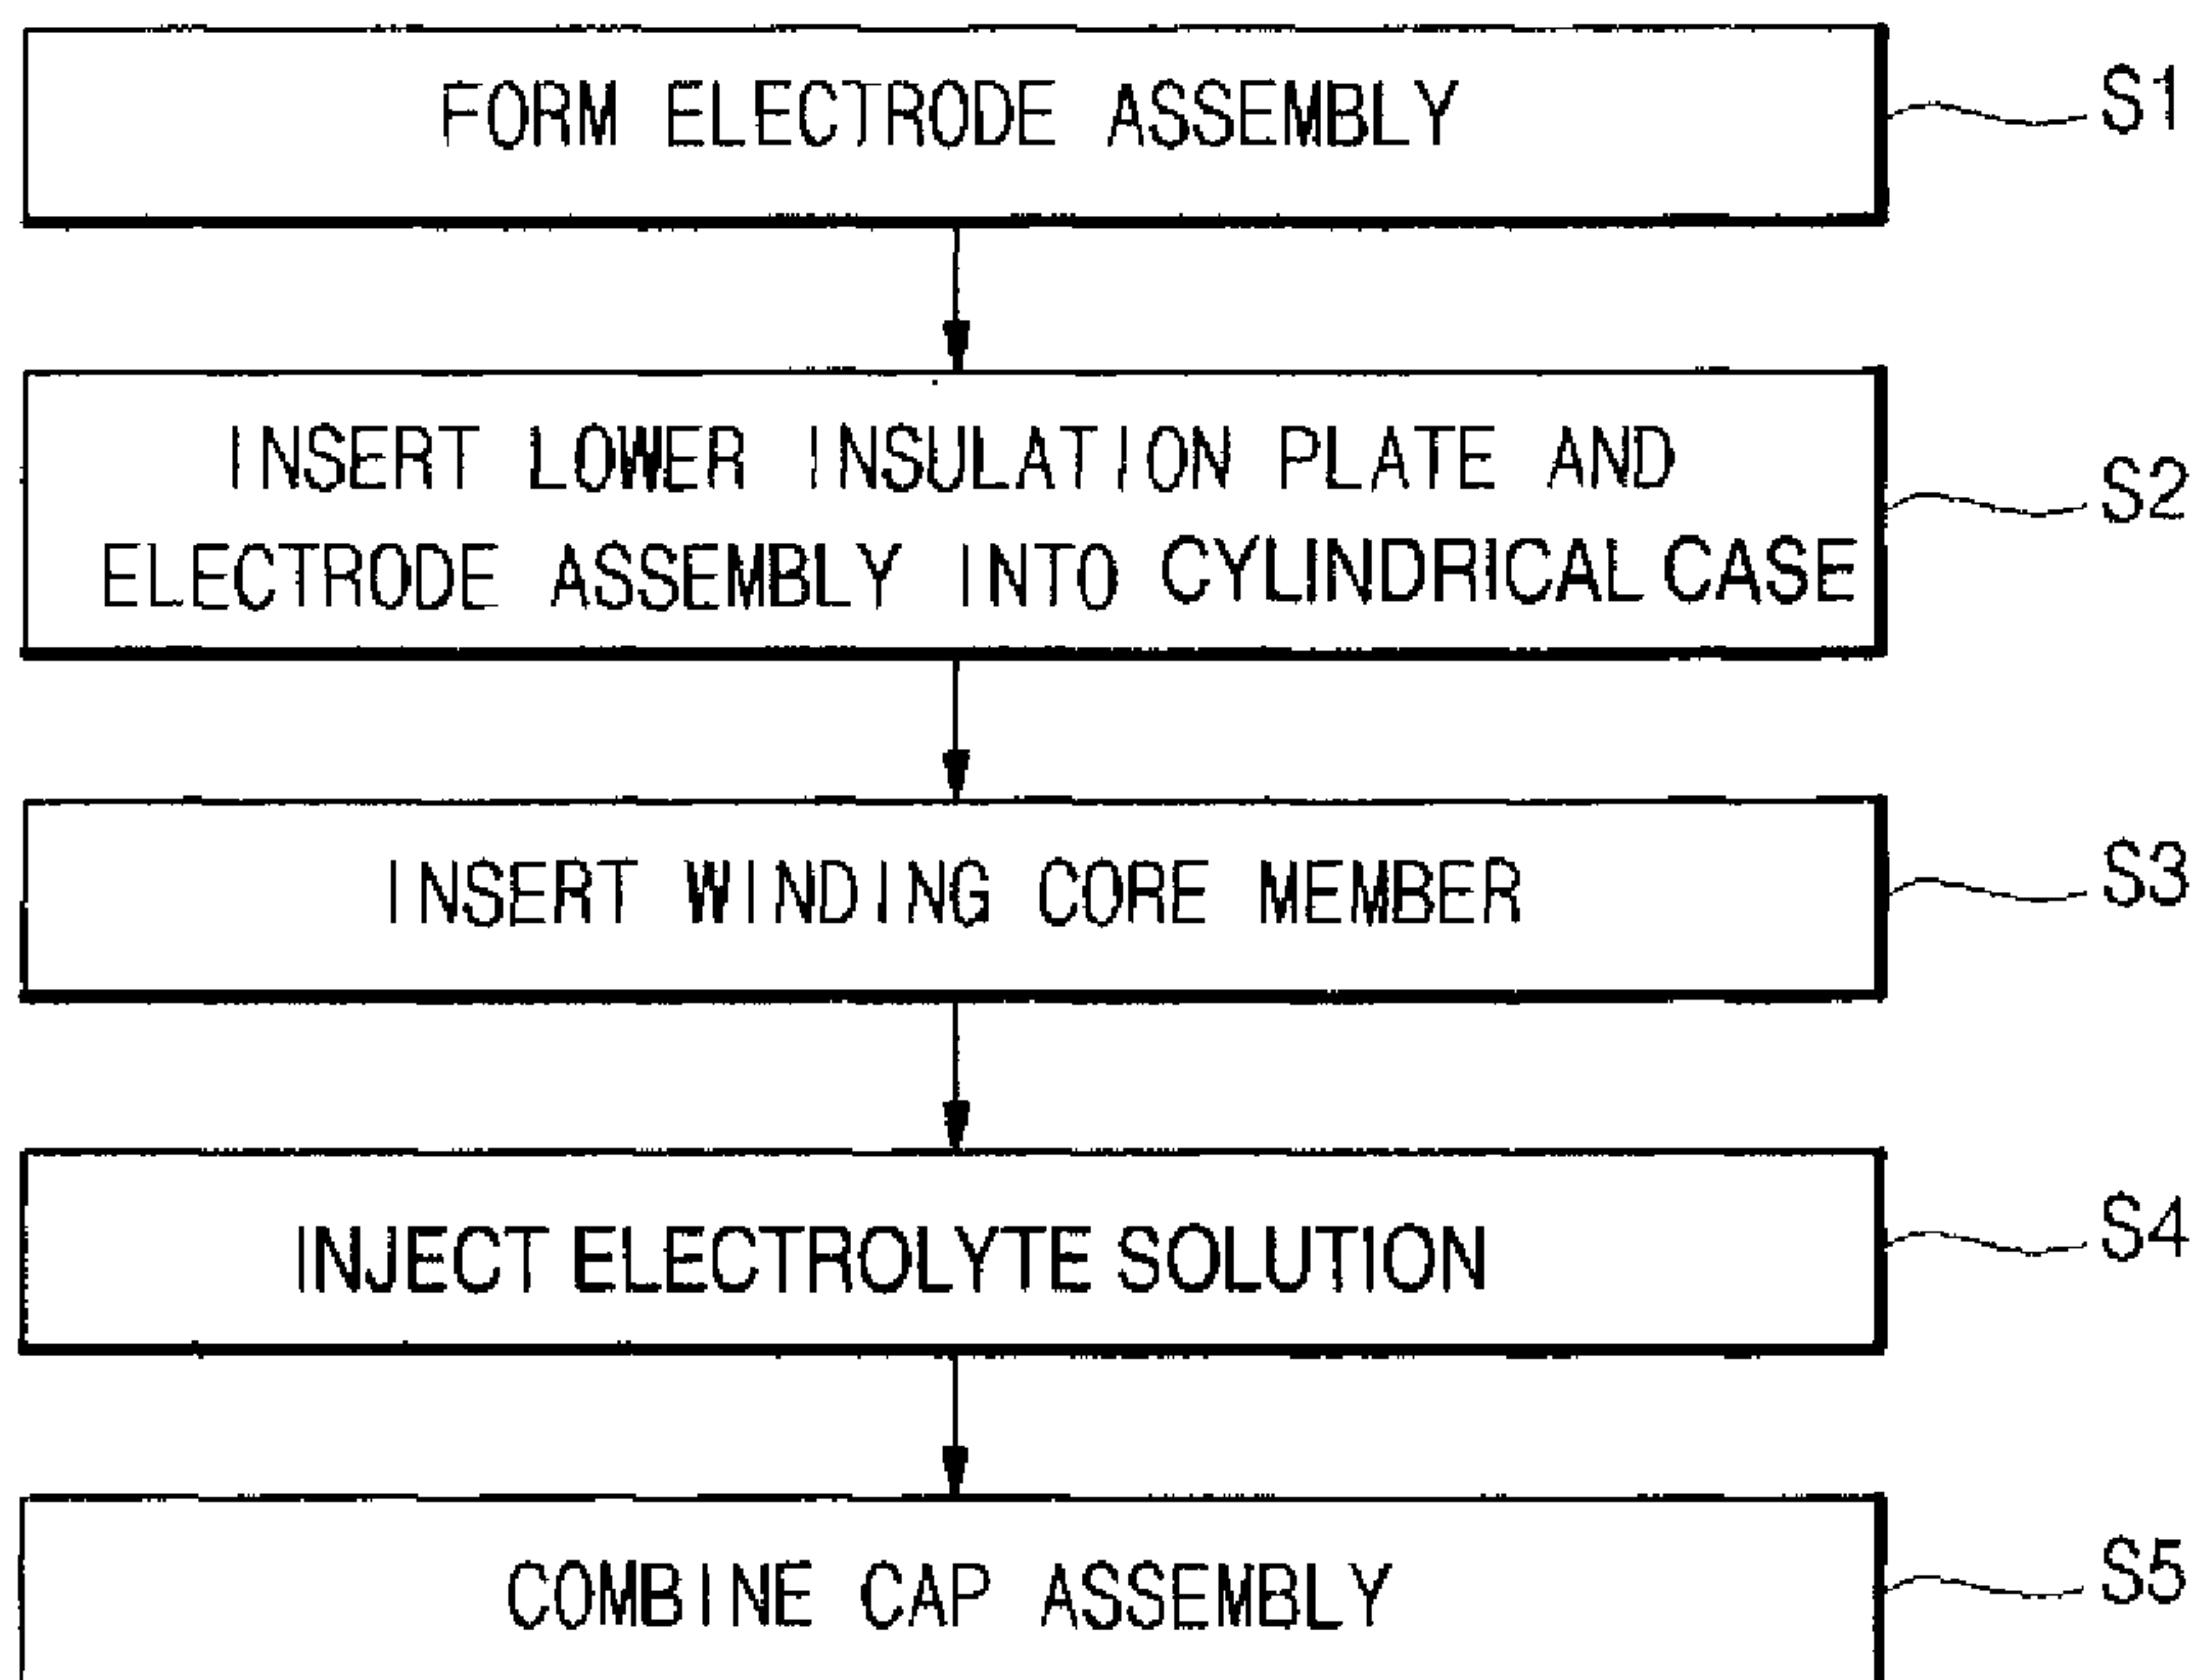 FORM ELECTRODE ASSEMBLY
S1
INSERT LOWER INSULATION PLATE AND
ELECTRODE ASSEMBLY INTO CYLINDRICAL CASE
S2
INSERT WINDING CORE MEMBER
S3
INJECT ELECTROLYTE SOLUTION
S4
COMBINE CAP ASSEMBLY
S5